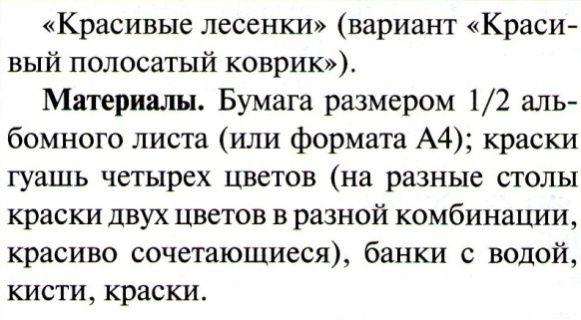 «Красивые лесенки» (вариант «Краси-
вый полосатый коврик»).
Материалы. Бумага размером 1/2 аль-
бомного листа (или формата А4); краски
гуашь четырех цветов (на разные столы
краски двух цветов в разной комбинации,
красиво сочетающиеся), банки с водой,
кисти, краски.